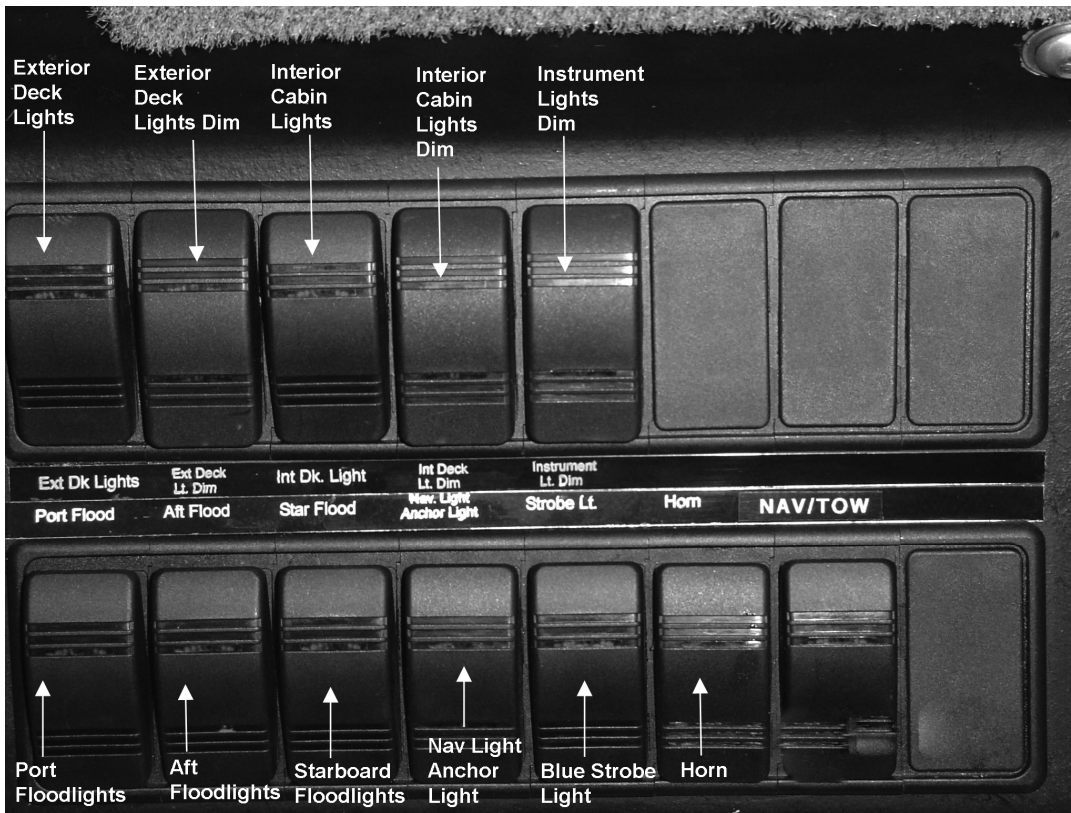 Exterior
Deck
Lights
Exterior
Deck
Lights Dim
Interior
Cabin
Lights
Interior
Cabin
Lights
Dim
Instrument
Lights
Dim
Ext Dk Lights
Ext Deck
Lt. Dim
Int Dk. Light
Int Deck
Lt. Dim
Instrument
Lt. Dim
Port Flood
Aft Flood
Star Flood
Nav. Light
Anchor Light
Strobe Lt.
Horn
NAV/TOW
Port
Floodlights
Aft
Floodlights
Starboard
Floodlights
Nav Light
Anchor
Light
Blue Strobe
Light
Horn